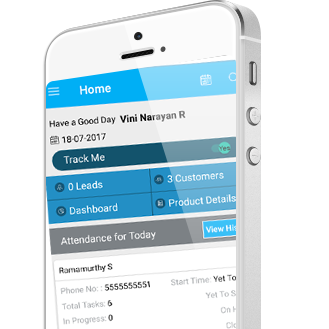 Home
Have a Good Day Vini Narayan R
18-07-2017
Track Me Yes
0 Leads 3 Customers
Dashboard Product Details
Attendance for Today View His
Ramamurthy S
Phone No: : 5555555551 Start Time: Yet To
Total Tasks: 6 Yet To S
In Progress: 0 On H
Clo